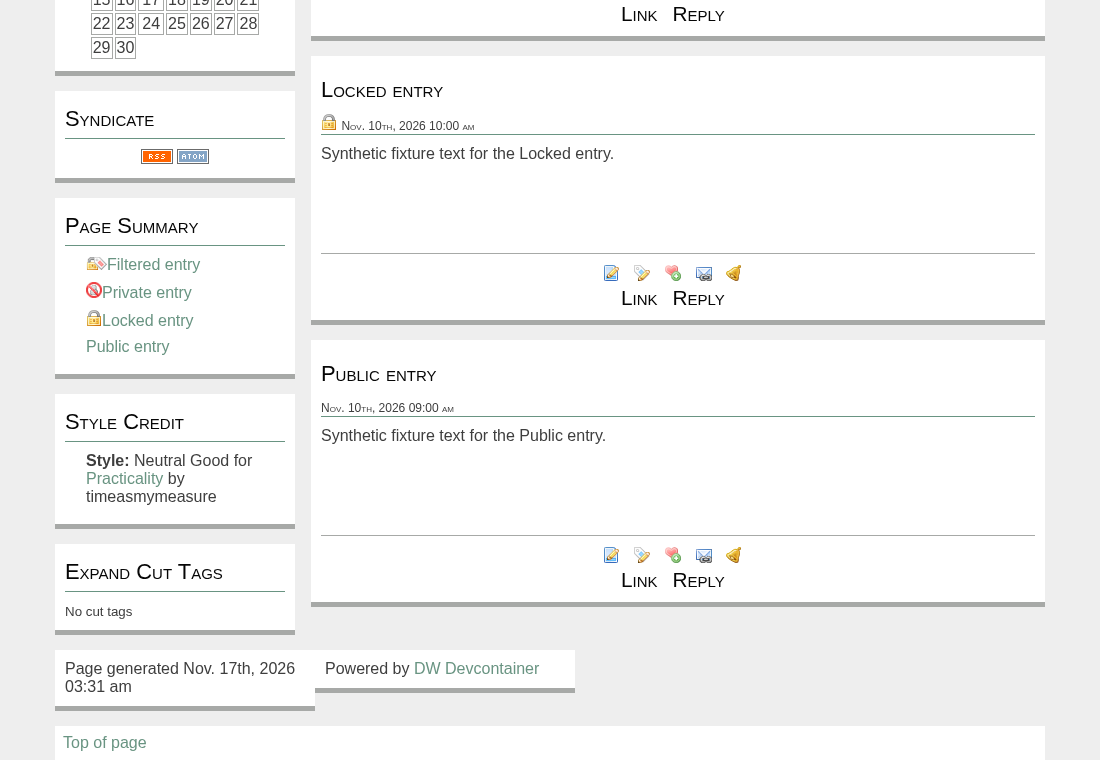 15 16 17 18 19 20 21
22 23 24 25 26 27 28
29 30
Syndicate
RSS ATOM
Page Summary
Filtered entry
Private entry
Locked entry
Public entry
Style Credit
Style: Neutral Good for
Practicality by
timeasmymeasure
Expand Cut Tags
No cut tags
Link Reply
Locked entry
Nov. 10th, 2026 10:00 am
Synthetic fixture text for the Locked entry.
Link Reply
Public entry
Nov. 10th, 2026 09:00 am
Synthetic fixture text for the Public entry.
Link Reply
Page generated Nov. 17th, 2026
03:31 am
Powered by DW Devcontainer
Top of page